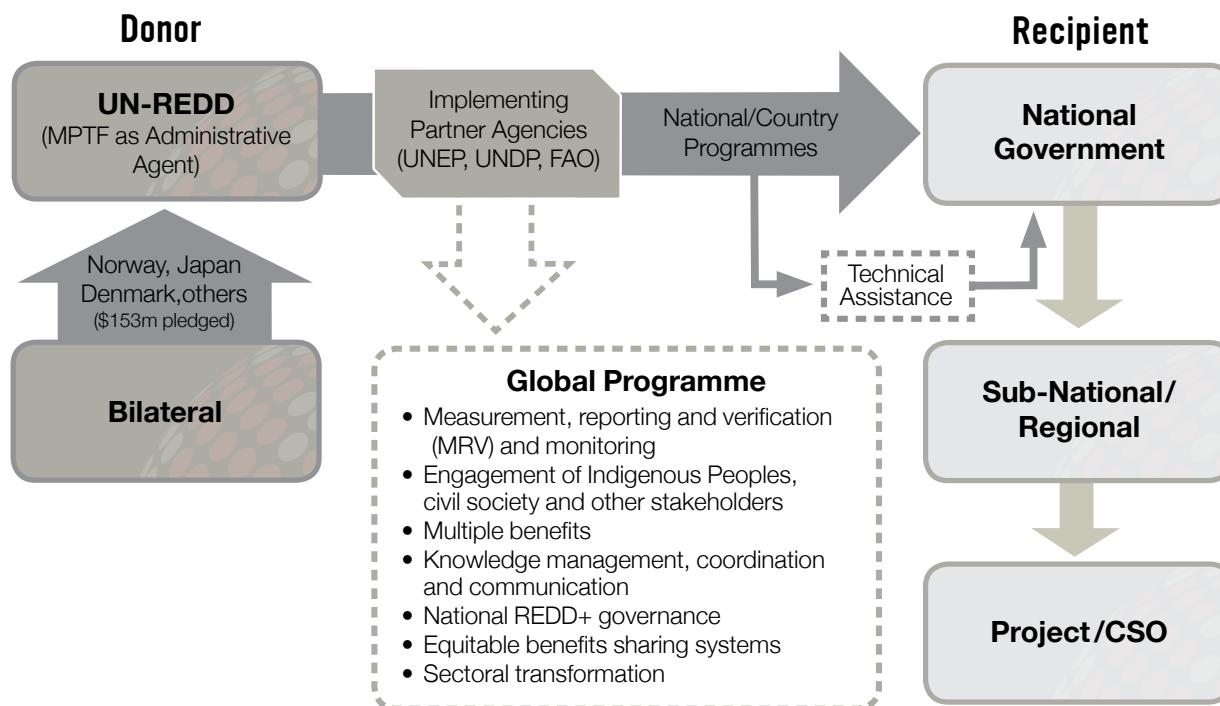 Donor
Recipient
UN-REDD
(MPTF as Administrative
Agent)
Implementing
Partner Agencies
(UNEP, UNDP, FAO)
National/Country
Programmes
National
Government
Norway, Japan
Denmark,others
($153m pledged)
Technical
Assistance
Bilateral
Global Programme
• Measurement, reporting and verification
(MRV) and monitoring
• Engagement of Indigenous Peoples,
civil society and other stakeholders
• Multiple benefits
• Knowledge management, coordination
and communication
• National REDD+ governance
• Equitable benefits sharing systems
• Sectoral transformation
Sub-National/
Regional
Project/CSO